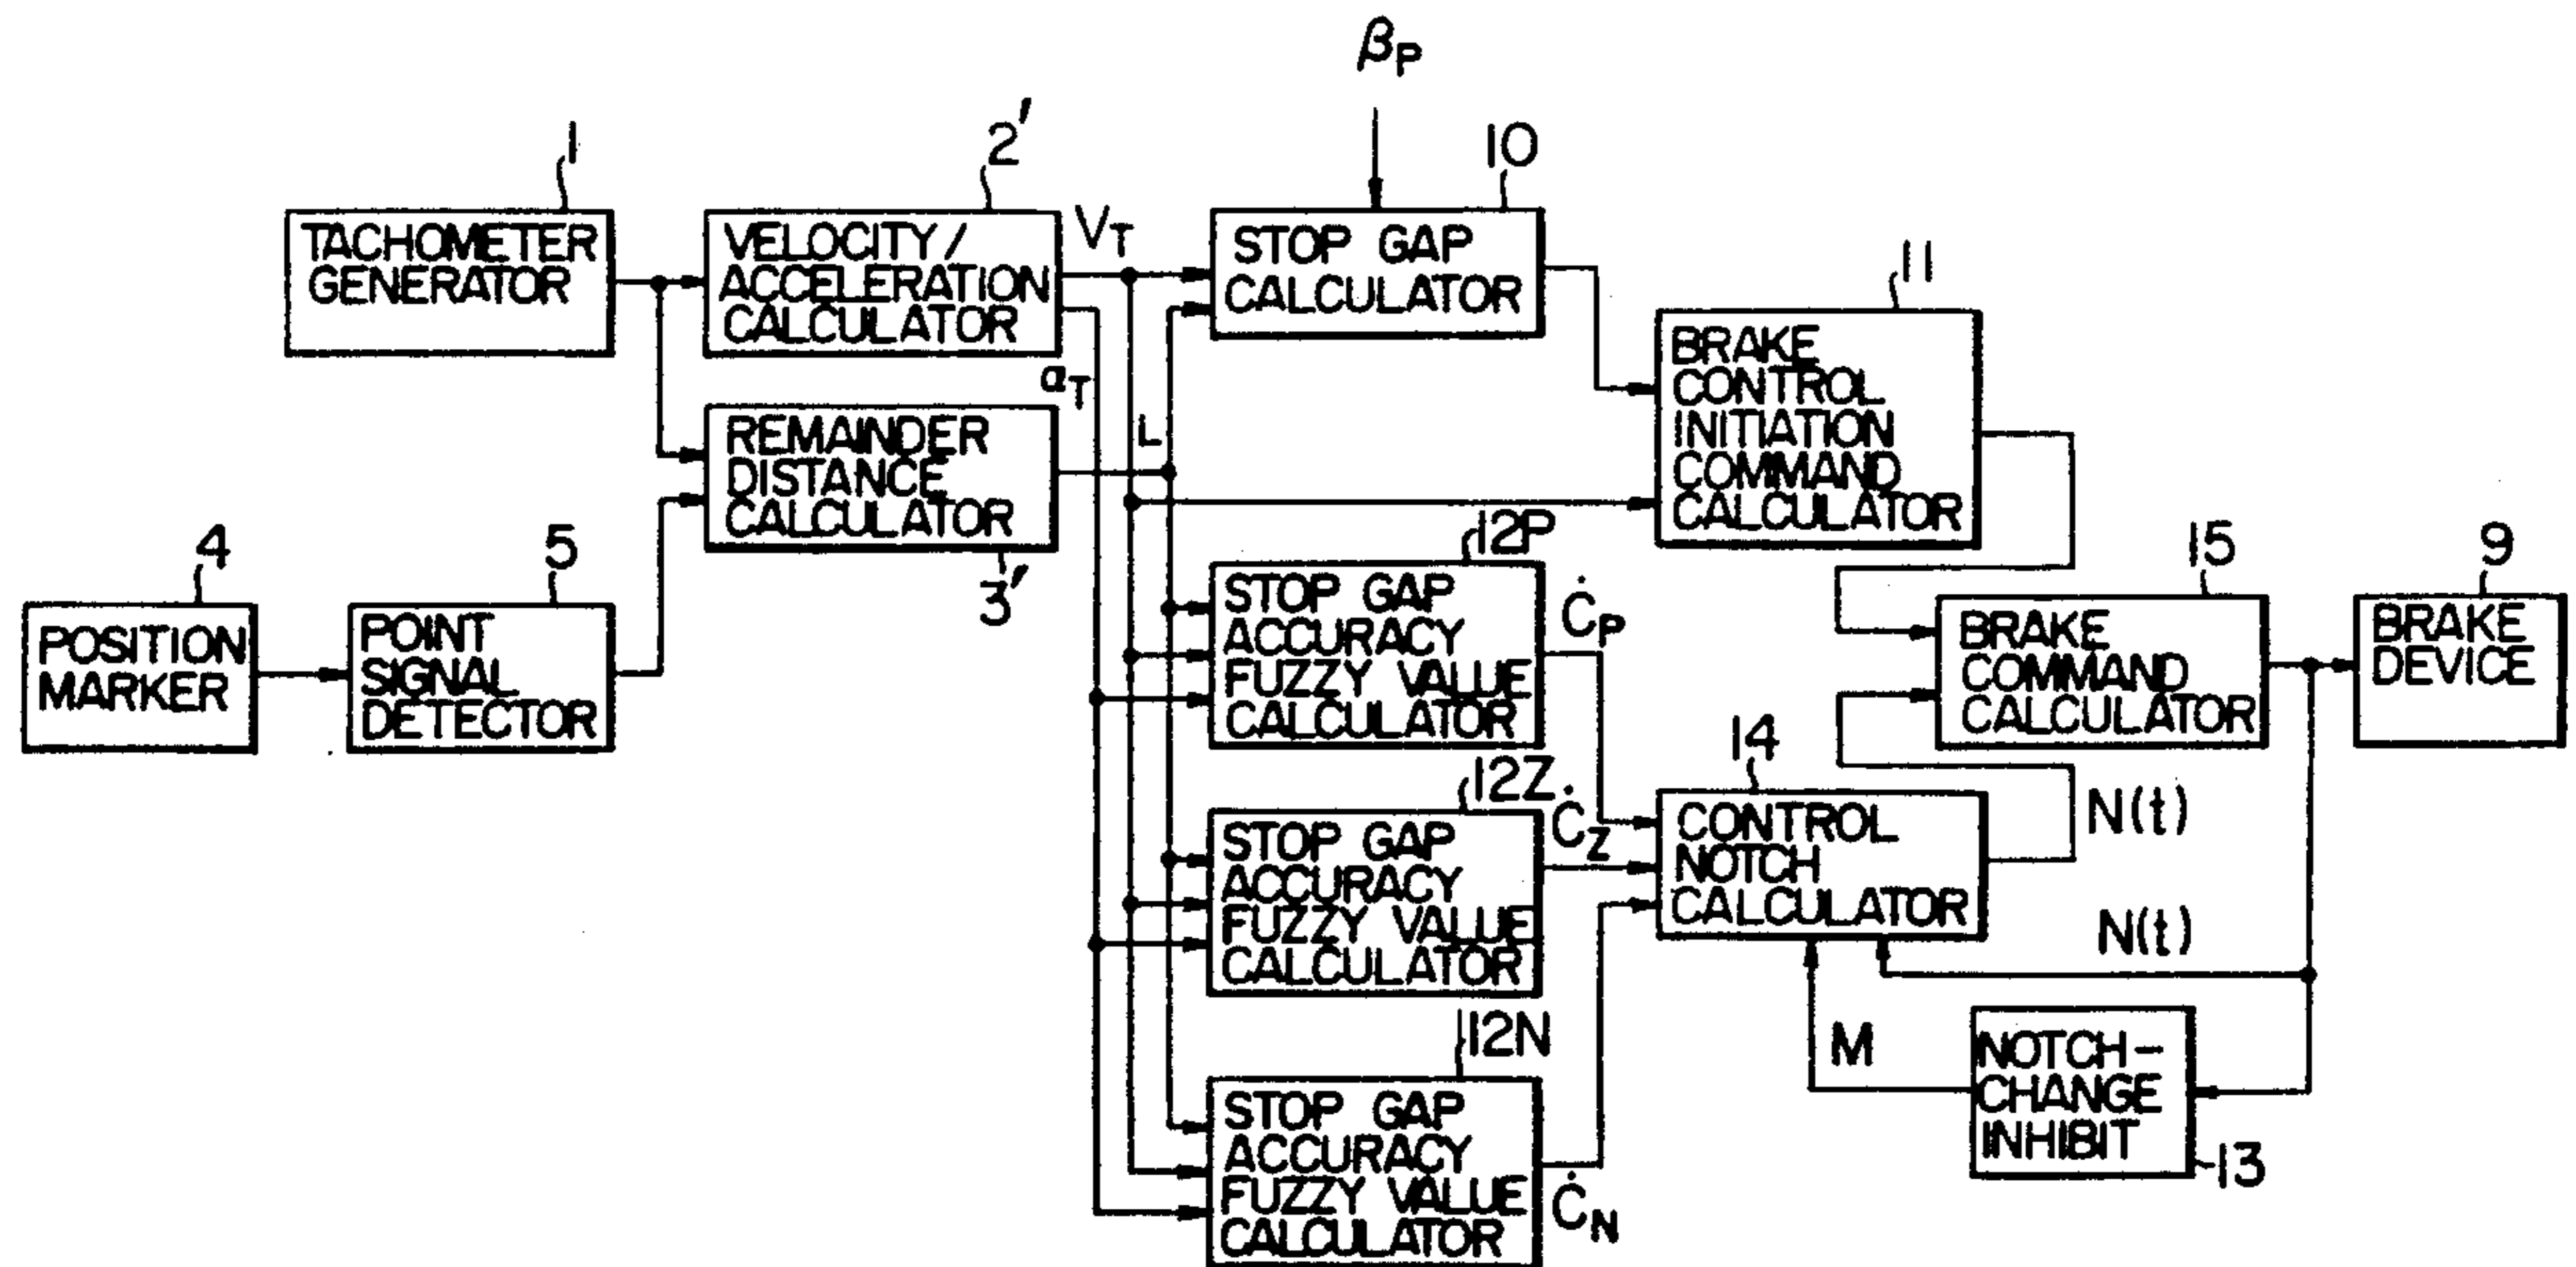 βP
1
2'
10
TACHOMETER
GENERATOR
VELOCITY/
ACCELERATION
CALCULATOR
VT
STOP GAP
CALCULATOR
11
αT
L
BRAKE
CONTROL
INITIATION
COMMAND
CALCULATOR
REMAINDER
DISTANCE
CALCULATOR
3'
4
5
POSITION
MARKER
POINT
SIGNAL
DETECTOR
12P
STOP GAP
ACCURACY
FUZZY VALUE
CALCULATOR
ĊP
15
9
BRAKE
COMMAND
CALCULATOR
BRAKE
DEVICE
12Z
STOP GAP
ACCURACY
FUZZY VALUE
CALCULATOR
ĊZ
14
CONTROL
NOTCH
CALCULATOR
N(t)
N(t)
12N
STOP GAP
ACCURACY
FUZZY VALUE
CALCULATOR
ĊN
M
NOTCH-
CHANGE
INHIBIT
13